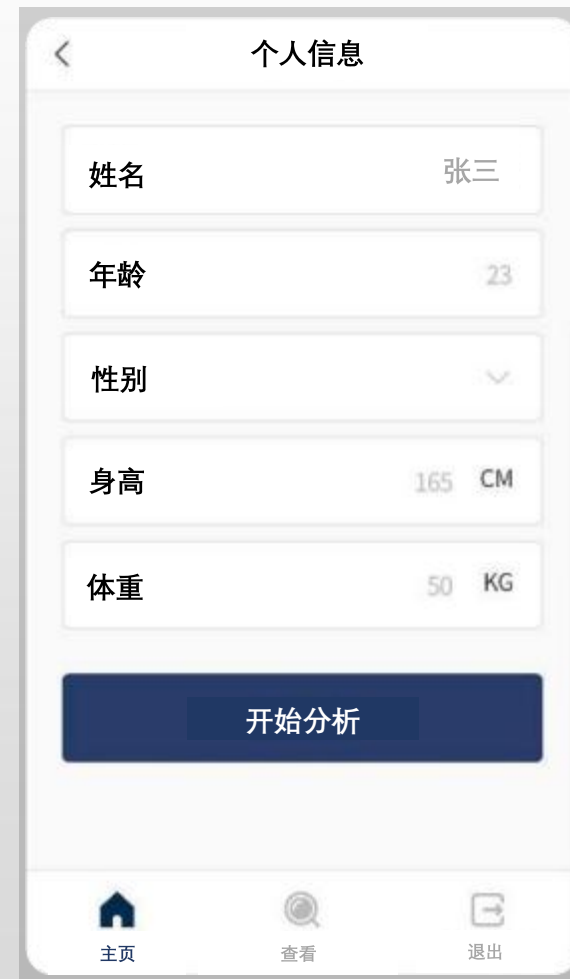 个人信息
姓名 张三
年龄 23
性别
身高 165 CM
体重 50 KG
开始分析
主页 查看 退出